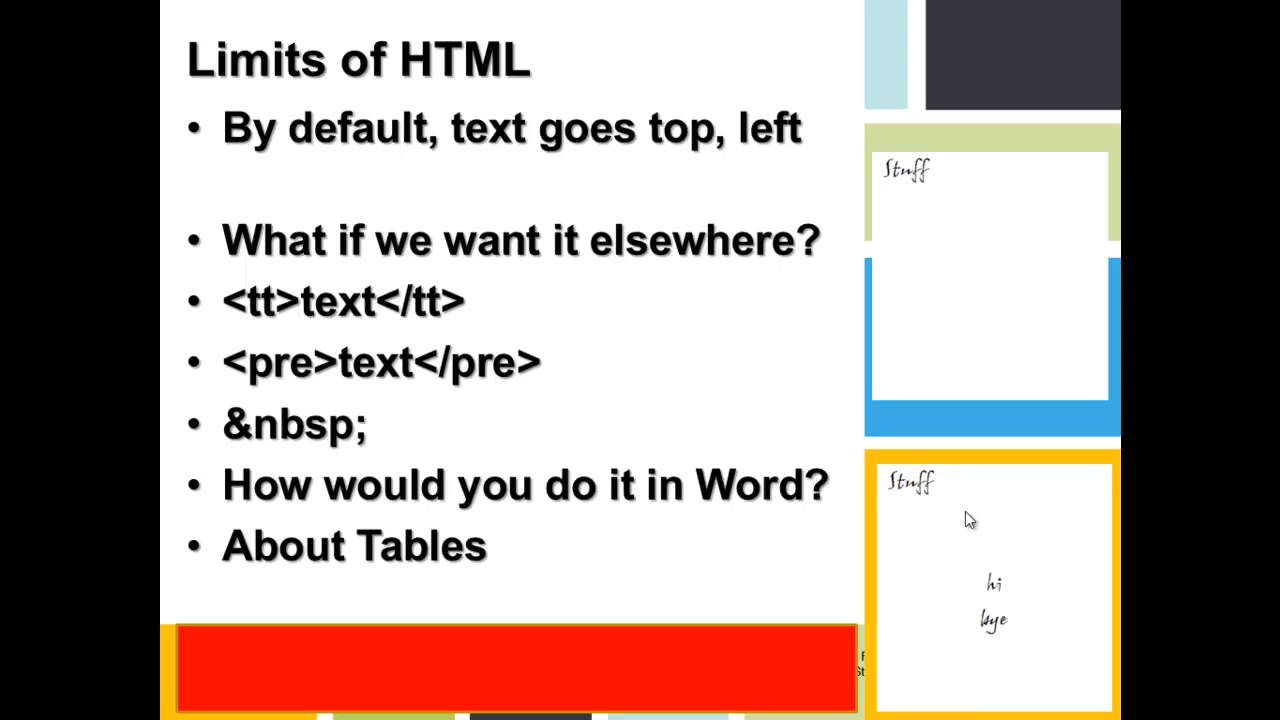 Limits of HTML
• By default, text goes top, left
• What if we want it elsewhere?
• <tt>text</tt>
• <pre>text</pre>
• &nbsp;
• How would you do it in Word?
• About Tables
Stuff
Stuff
hi
bye